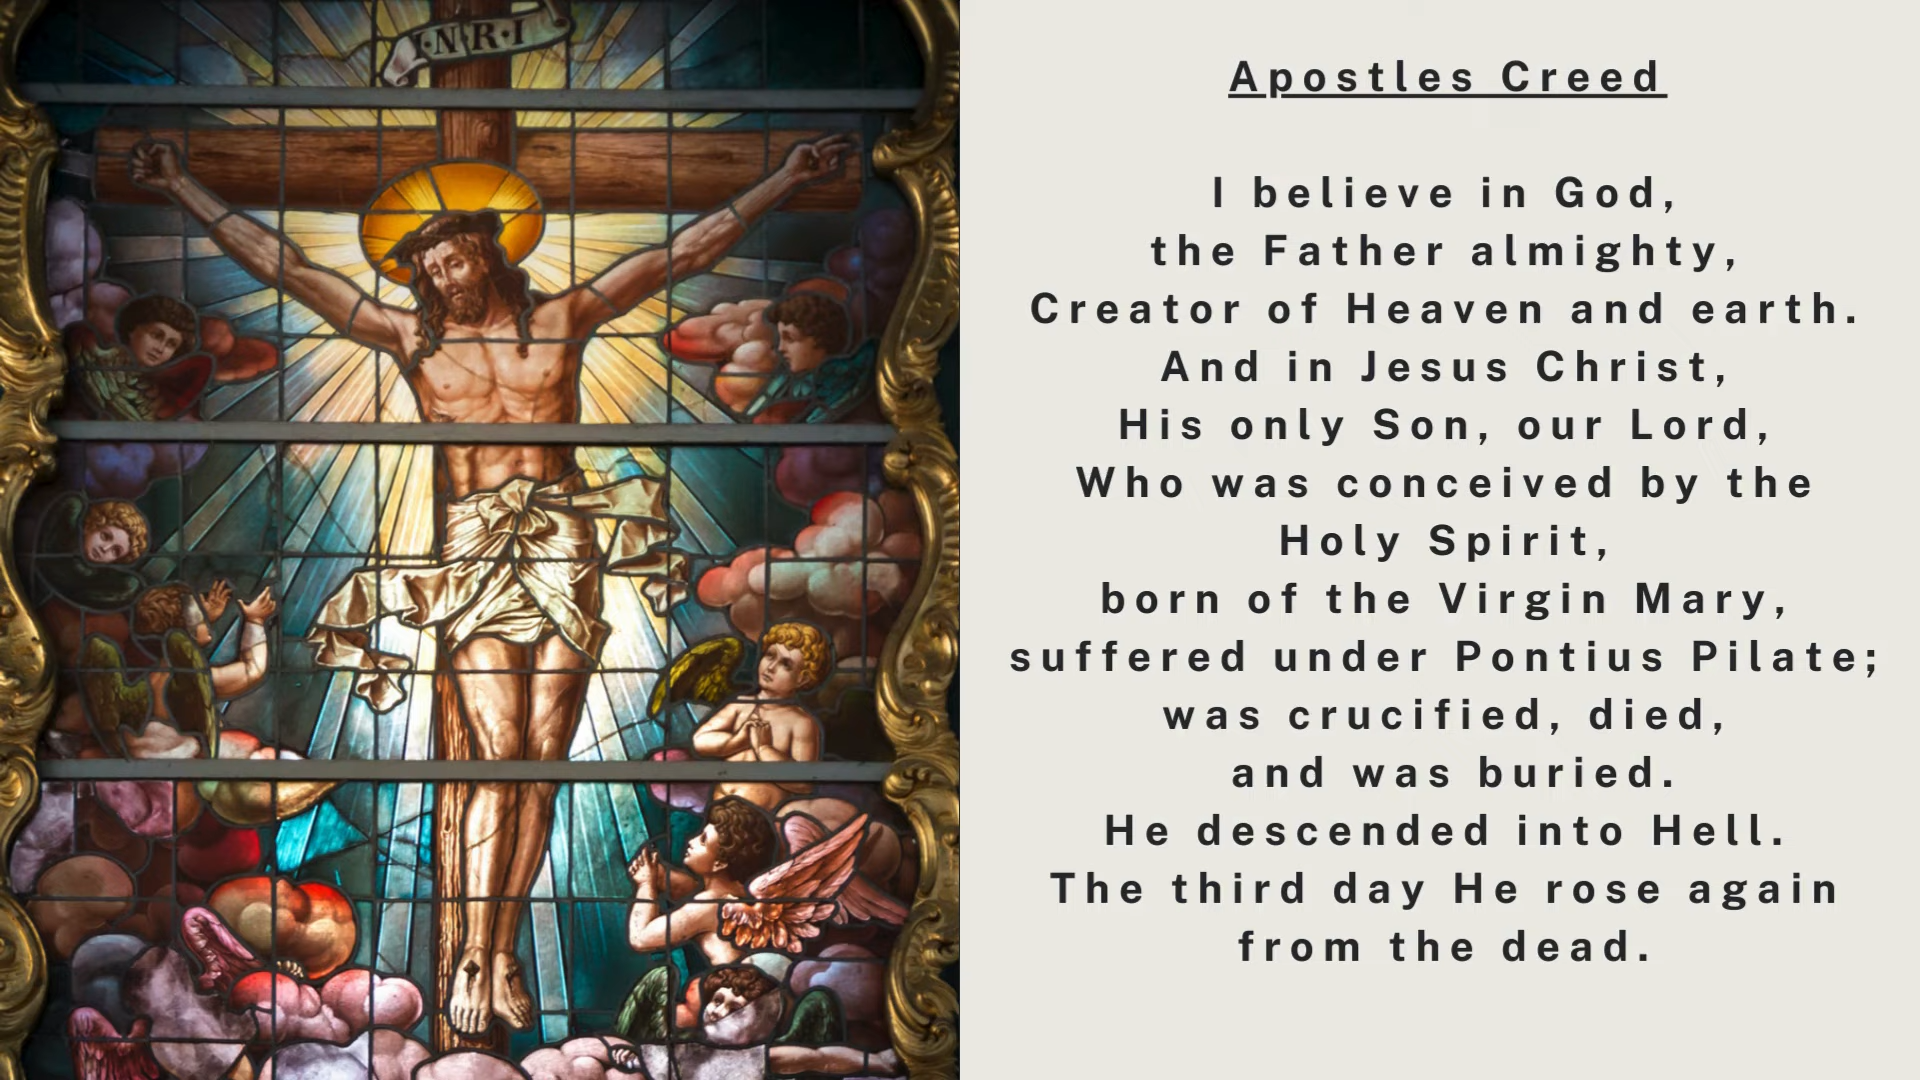 I·N·R·I
Apostles Creed
I believe in God,
the Father almighty,
Creator of Heaven and earth.
And in Jesus Christ,
His only Son, our Lord,
Who was conceived by the
Holy Spirit,
born of the Virgin Mary,
suffered under Pontius Pilate;
was crucified, died,
and was buried.
He descended into Hell.
The third day He rose again
from the dead.